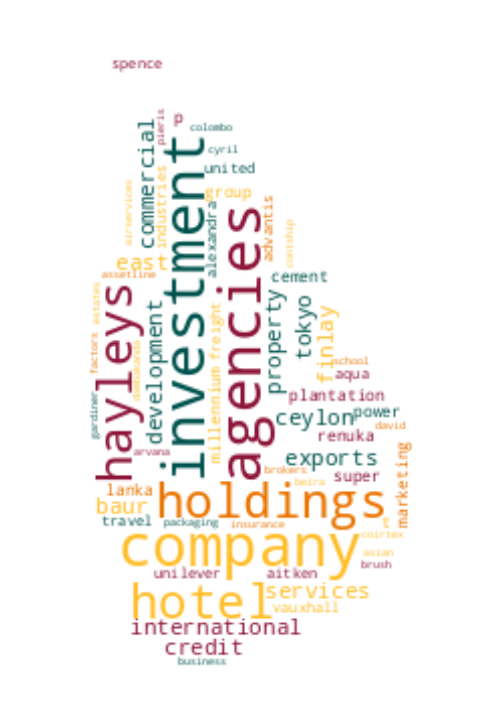 spence
p
pieris
colombo
commercial
investment
cyril
united
industries
airservices
group
alexandra
advantis
agencies
contship
east
assetline
cement
hayleys
estates
property
tokyo
finlay
development
millennium
freight
factors
gardiner
school
aqua
plantation
ceylon
power
david
renuka
arvana
exports
marketing
brokers
super
lanka
holdings
beira
baur
travel
packaging
insurance
t
coirtex
company
asian
brush
unilever
aitken
hotel
services
vauxhall
international
credit
business